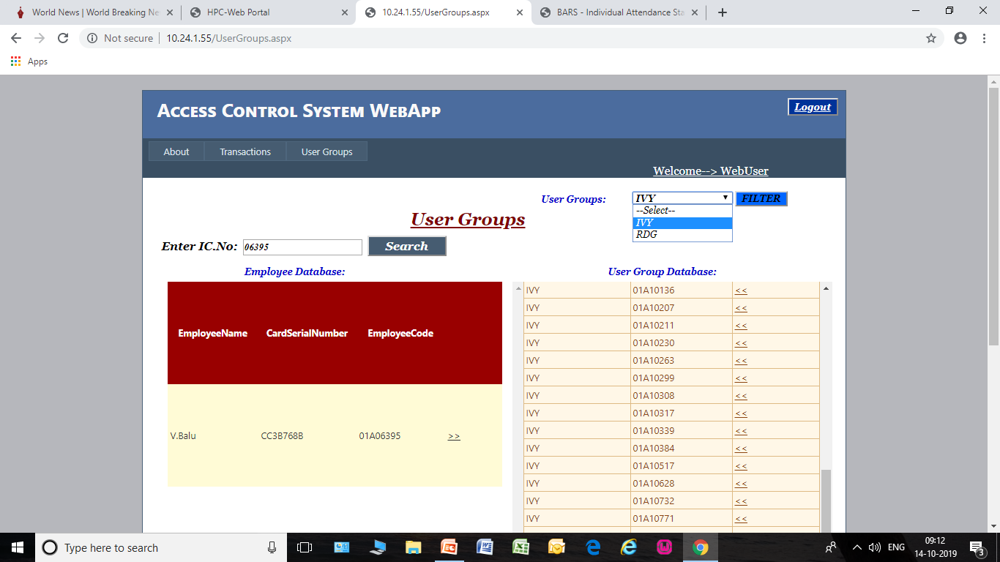 World News | World Breaking Ne
HPC-Web Portal
10.24.1.55/UserGroups.aspx
BARS - Individual Attendance Sta
Not secure
10.24.1.55/UserGroups.aspx
Apps
Access Control System WebApp
Logout
About
Transactions
User Groups
Welcome--> WebUser
User Groups:
IVY
FILTER
--Select--
IVY
RDG
User Groups
Enter IC.No:
06395
Search
Employee Database:
User Group Database:
EmployeeName CardSerialNumber EmployeeCode
V.Balu CC3B768B 01A06395 >>
IVY 01A10136 <<
IVY 01A10207 <<
IVY 01A10211 <<
IVY 01A10230 <<
IVY 01A10263 <<
IVY 01A10299 <<
IVY 01A10308 <<
IVY 01A10317 <<
IVY 01A10339 <<
IVY 01A10384 <<
IVY 01A10517 <<
IVY 01A10628 <<
IVY 01A10732 <<
IVY 01A10771 <<
Type here to search
ENG
09:12
14-10-2019
3